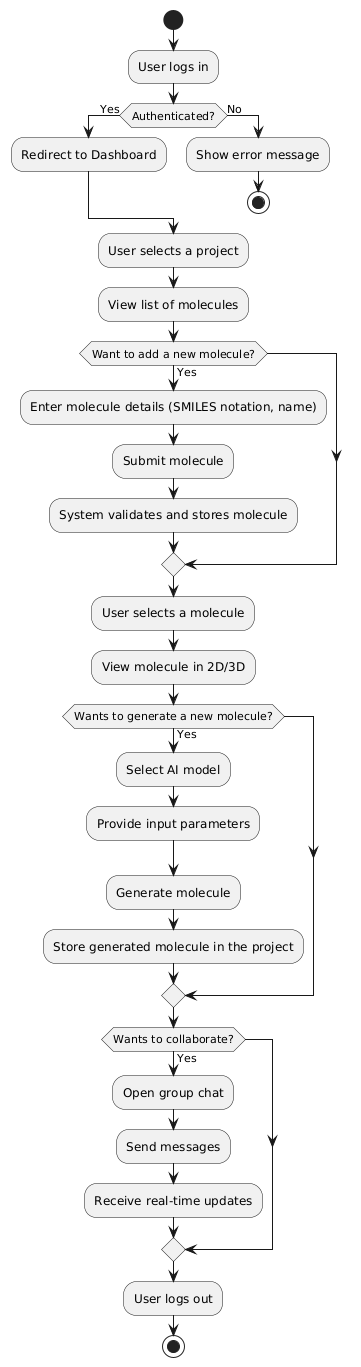 User logs in
Authenticated?
Yes
No
Redirect to Dashboard
Show error message
User selects a project
View list of molecules
Want to add a new molecule?
Yes
Enter molecule details (SMILES notation, name)
Submit molecule
System validates and stores molecule
User selects a molecule
View molecule in 2D/3D
Wants to generate a new molecule?
Yes
Select AI model
Provide input parameters
Generate molecule
Store generated molecule in the project
Wants to collaborate?
Yes
Open group chat
Send messages
Receive real-time updates
User logs out